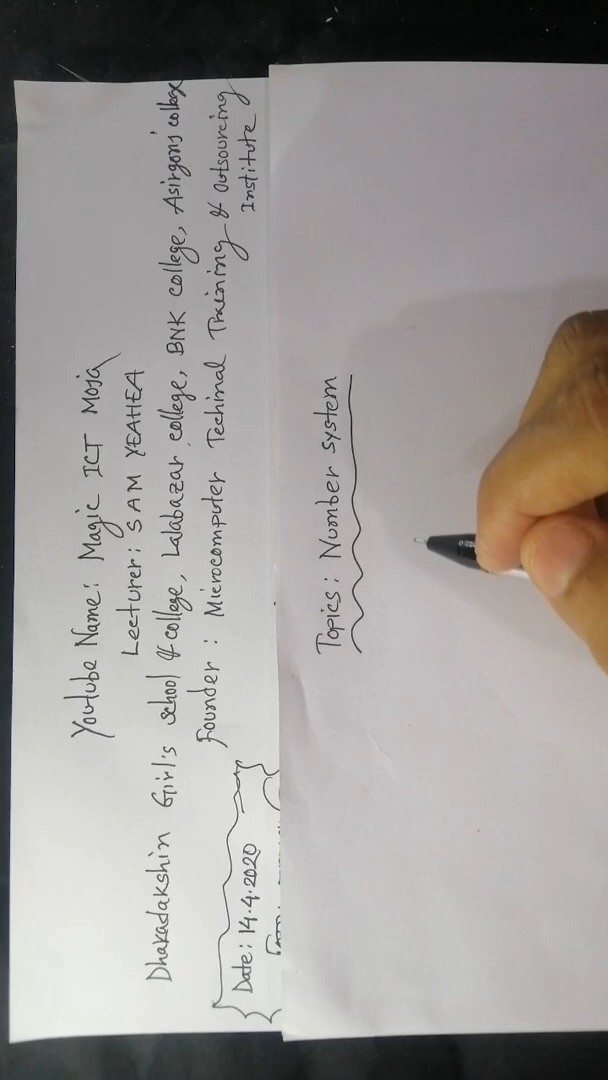 Youtube Name: Magic ICT Moja
Lecturer: SAM YEAHEA
Dhakadakshin Girl's School & college, Lalabazar college, BNK college, Asirgonj college
Founder: Microcomputer Techinal Training & Outsourcing
Institute
Date: 14.4.2020
Topics: Number system